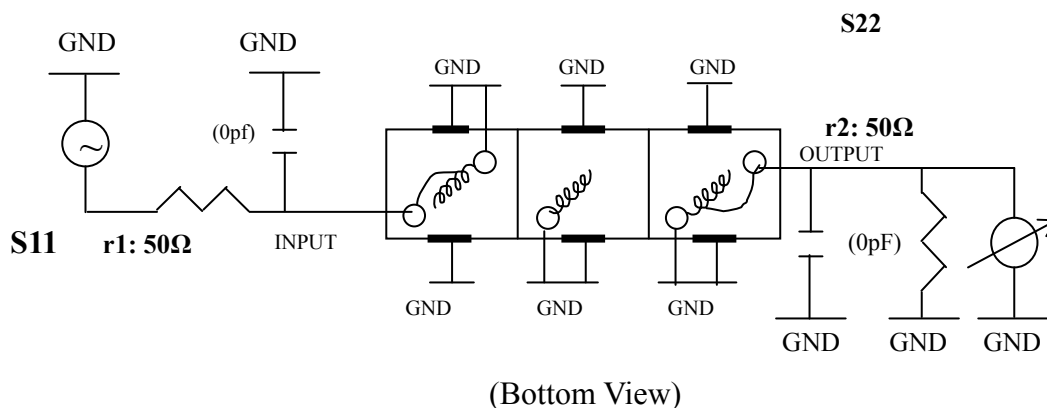 S22
GND
GND
GND
GND
GND
(0pf)
r2: 50Ω
OUTPUT
S11
r1: 50Ω
INPUT
(0pF)
GND
GND
GND
GND
GND
GND
(Bottom View)